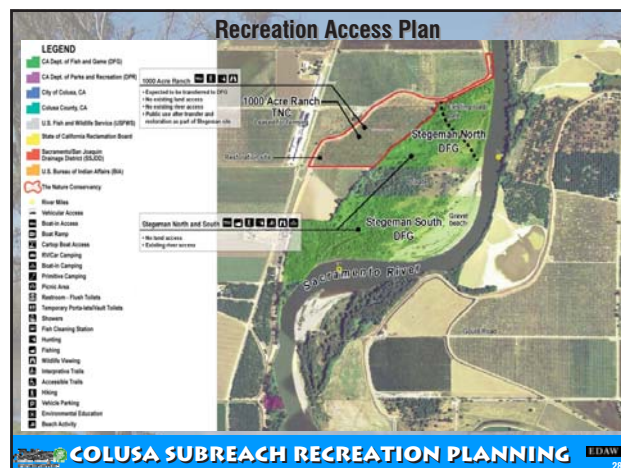 Recreation Access Plan
LEGEND
CA Dept. of Fish and Game (DFG)
CA Dept. of Parks and Recreation (DPR)
City of Colusa, CA
Colusa County, CA
U.S. Fish and Wildlife Service (USFWS)
State of California Reclamation Board
Sacramento/San Joaquin
Drainage District (SSJDD)
U.S. Bureau of Indian Affairs (BIA)
The Nature Conservancy
River Miles
Vehicular Access
Boat-in Access
Boat Ramp
Cartop Boat Access
RV/Car Camping
Boat-in Camping
Primitive Camping
Picnic Area
Restroom - Flush Toilets
Temporary Porta-lets/Vault Toilets
Showers
Fish Cleaning Station
Hunting
Fishing
Wildlife Viewing
Interpretive Trails
Accessible Trails
Hiking
Vehicle Parking
Environmental Education
Beach Activity
1000 Acre Ranch
• Expected to be transferred to DFG
• No existing land access
• No existing river access
• Public use after transfer and
restoration as part of Stegeman site
1000 Acre Ranch
TNC
Restoration site
Stegeman North
DFG
Stegeman North and South
• No land access
• Existing river access
Stegeman South
DFG
Gravel
beach
Sacramento River
Gould Road
COLUSA SUBREACH RECREATION PLANNING
EDAW
28